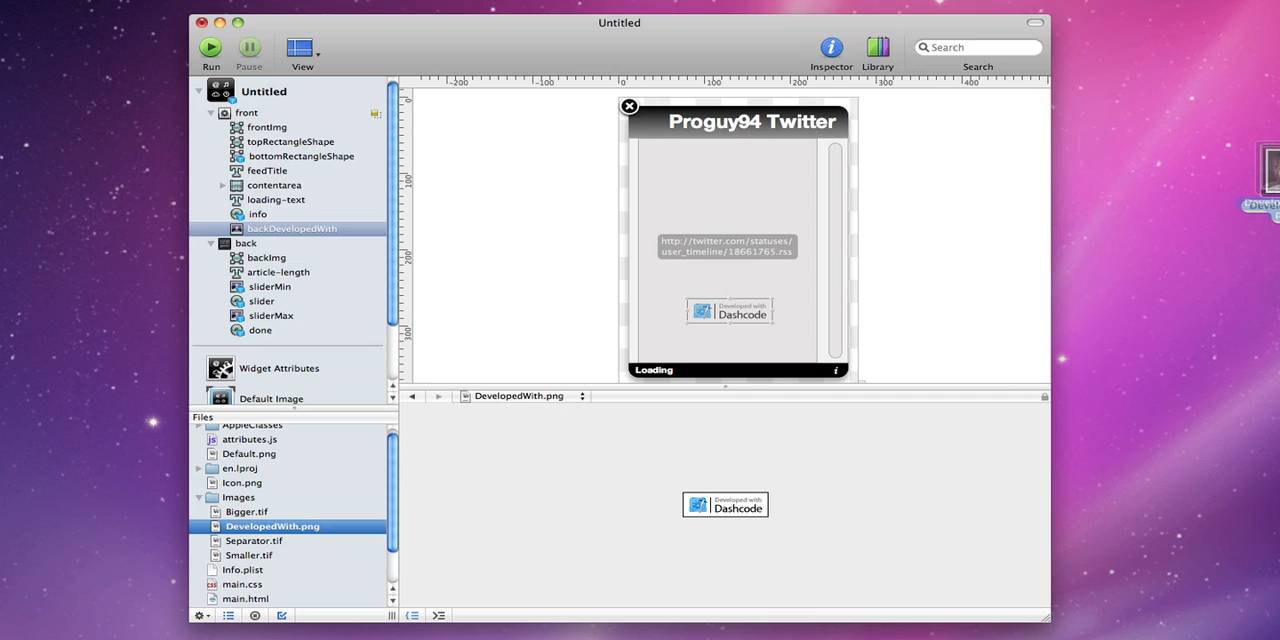 Untitled
Run
Pause
View
Inspector
Library
Search
Search
Untitled
front
frontImg
topRectangleShape
bottomRectangleShape
feedTitle
contentarea
loading-text
info
backDevelopedWith
back
backImg
article-length
sliderMin
slider
sliderMax
done
Widget Attributes
Default Image
Files
AppleClasses
attributes.js
Default.png
en.lproj
Icon.png
Images
Bigger.tif
DevelopedWith.png
Separator.tif
Smaller.tif
Info.plist
main.css
main.html
-200
-100
0
100
200
300
400
0
100
200
300
Proguy94 Twitter
http://twitter.com/statuses/
user_timeline/18661765.rss
Developed with
Dashcode
Loading
i
DevelopedWith.png
Developed with
Dashcode